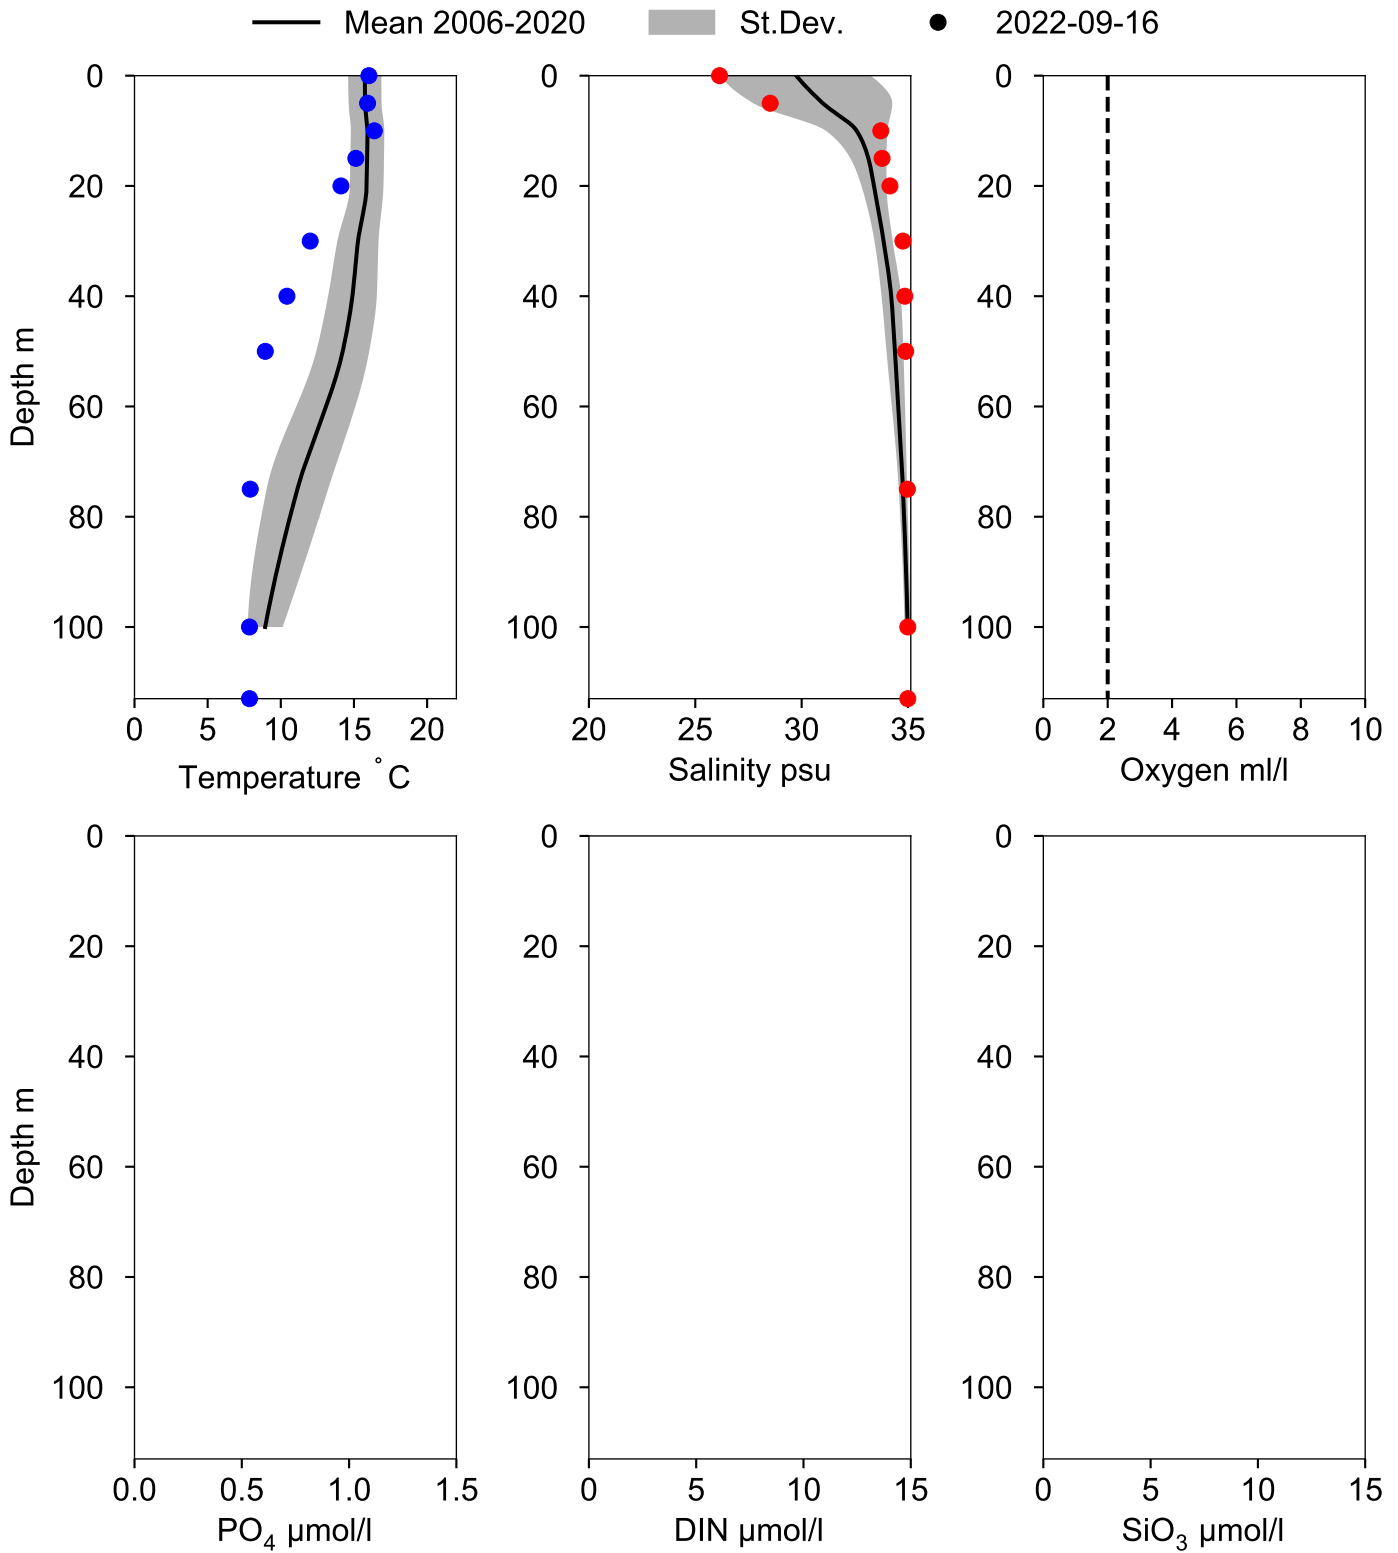 Mean 2006-2020 St.Dev. 2022-09-16
0 0 0
20 20 20
40 40 40
60 60 60
80 80 80
100 100 100
Depth m
0 5 10 15 20 20 25 30 35 0 2 4 6 8 10
Temperature °C Salinity psu Oxygen ml/l
0 0 0
20 20 20
40 40 40
60 60 60
80 80 80
100 100 100
Depth m
0.0 0.5 1.0 1.5 0 5 10 15 0 5 10 15
PO₄ µmol/l DIN µmol/l SiO₃ µmol/l